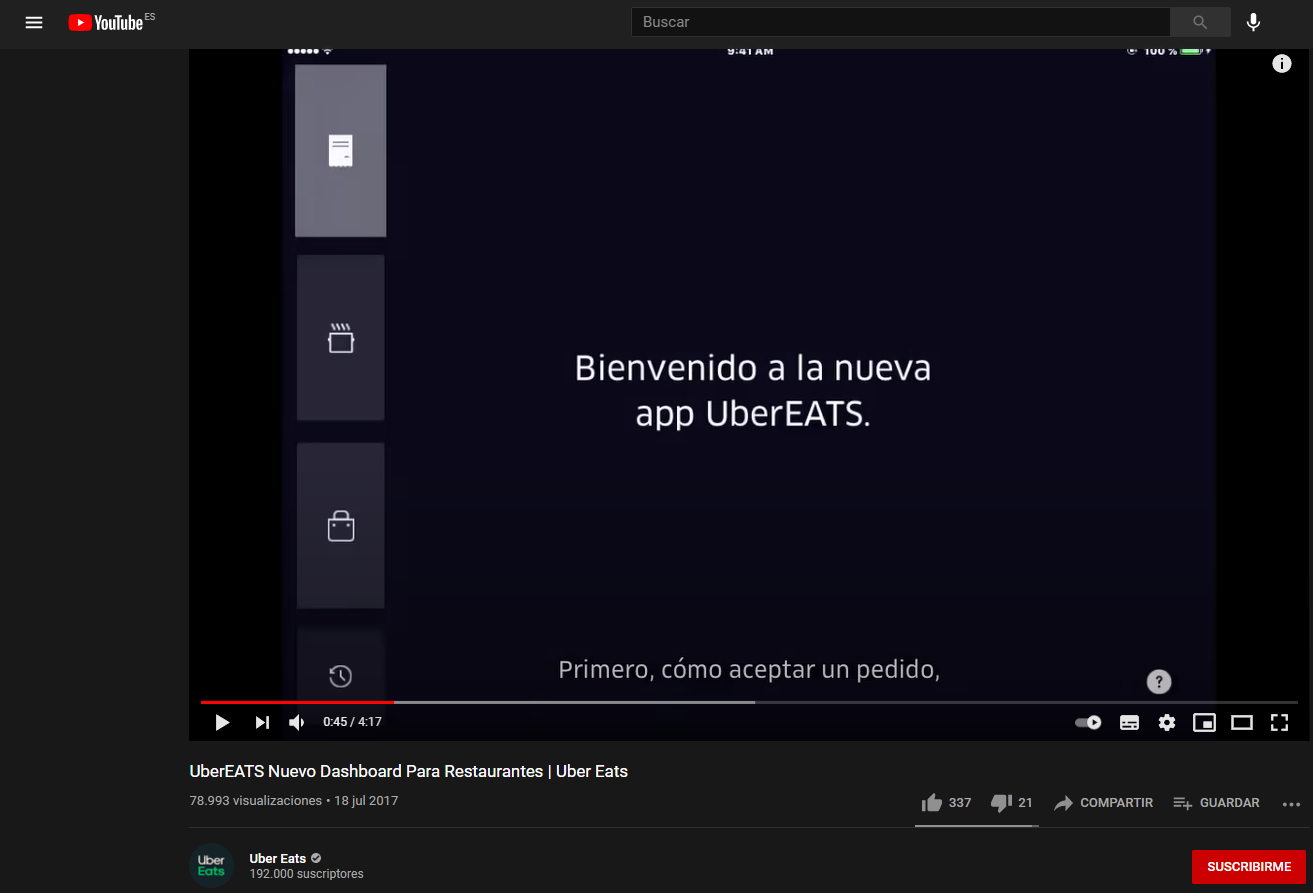 YouTube ES
Buscar
9:41 AM
100 %
Bienvenido a la nueva
app UberEATS.
Primero, cómo aceptar un pedido,
?
0:45 / 4:17
UberEATS Nuevo Dashboard Para Restaurantes | Uber Eats
78.993 visualizaciones • 18 jul 2017
337
21
COMPARTIR
GUARDAR
Uber
Eats
Uber Eats
192.000 suscriptores
SUSCRIBIRME